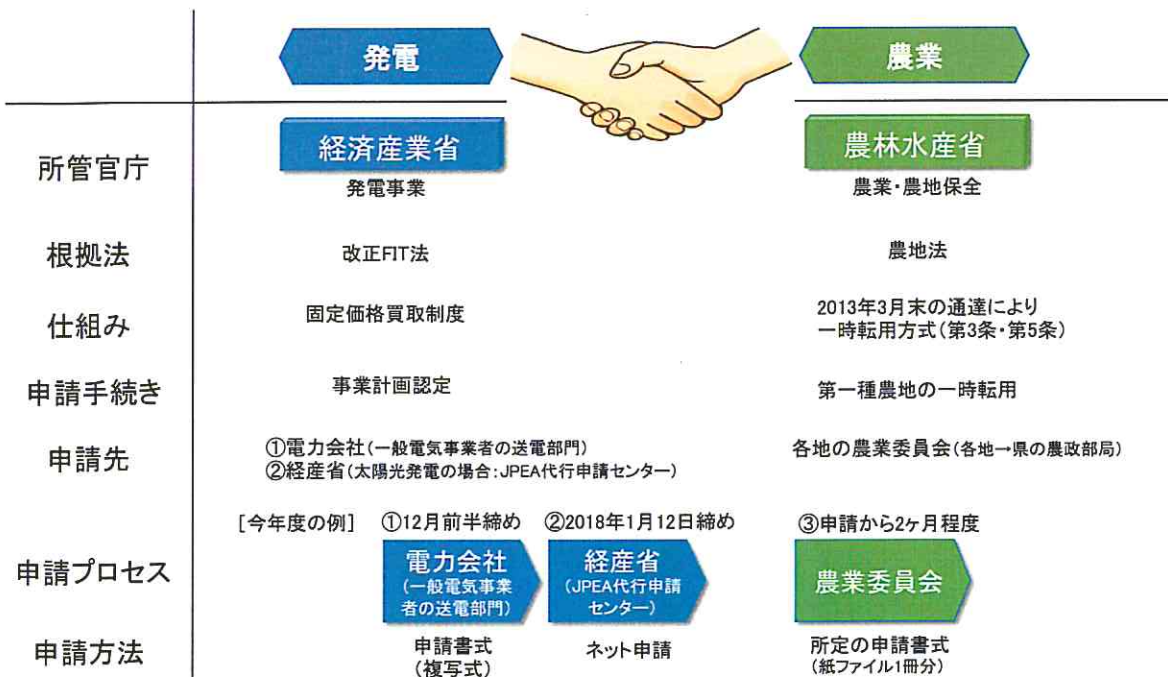 発電
農業
所管官庁
経済産業省
農林水産省
発電事業
農業・農地保全
根拠法
改正FIT法
農地法
仕組み
固定価格買取制度
2013年3月末の通達により
一時転用方式(第3条・第5条)
申請手続き
事業計画認定
第一種農地の一時転用
申請先
①電力会社(一般電気事業者の送電部門)
②経産省(太陽光発電の場合:JPEA代行申請センター)
各地の農業委員会(各地→県の農政部局)
[今年度の例]
①12月前半締め
②2018年1月12日締め
③申請から2ヶ月程度
申請プロセス
電力会社
(一般電気事業
者の送電部門)
経産省
(JPEA代行申請
センター)
農業委員会
申請方法
申請書式
(複写式)
ネット申請
所定の申請書式
(紙ファイル1冊分)